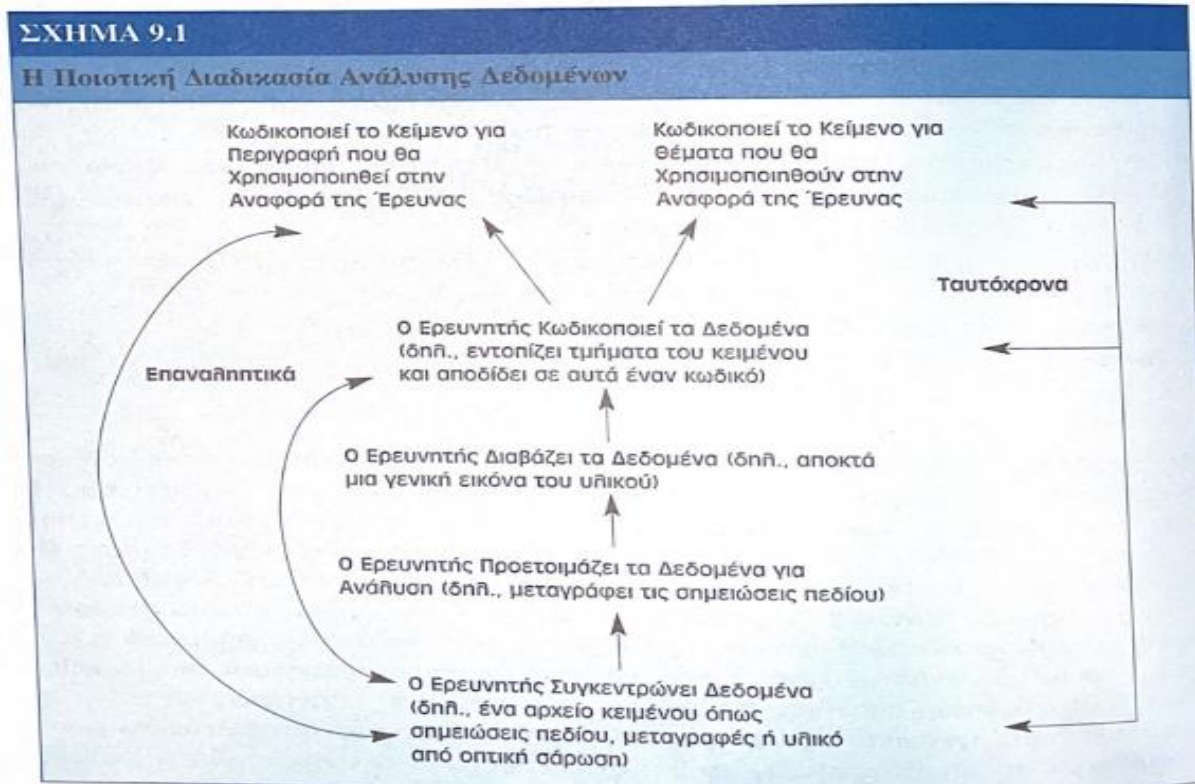 ΣΧΗΜΑ 9.1
Η Ποιοτική Διαδικασία Ανάλυσης Δεδομένων
Κωδικοποιεί το Κείμενο για
Περιγραφή που θα
Χρησιμοποιηθεί στην
Αναφορά της Έρευνας
Κωδικοποιεί το Κείμενο για
Θέματα που θα
Χρησιμοποιηθούν στην
Αναφορά της Έρευνας
Ταυτόχρονα
Ο Ερευνητής Κωδικοποιεί τα Δεδομένα
(δηλ., εντοπίζει τμήματα του κειμένου
και αποδίδει σε αυτά έναν κωδικό)
Επαναληπτικά
Ο Ερευνητής Διαβάζει τα Δεδομένα (δηλ., αποκτά
μια γενική εικόνα του υλικού)
Ο Ερευνητής Προετοιμάζει τα Δεδομένα για
Ανάλυση (δηλ., μεταγράφει τις σημειώσεις πεδίου)
Ο Ερευνητής Συγκεντρώνει Δεδομένα
(δηλ., ένα αρχείο κειμένου όπως
σημειώσεις πεδίου, μεταγραφές ή υλικό
από οπτική σάρωση)